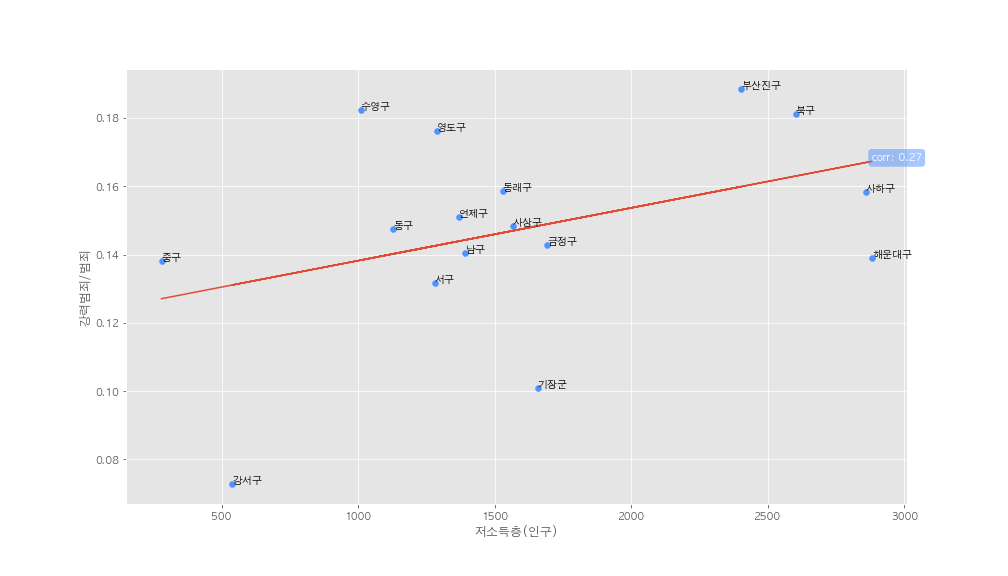 부산진구
수영구
북구
0.18
영도구
corr: 0.27
0.16
동래구
사하구
연제구
동구
사상구
금정구
남구
0.14
중구
해운대구
서구
강력범죄/범죄
0.12
0.10
기장군
0.08
강서구
500
1000
1500
2000
2500
3000
저소득층(인구)